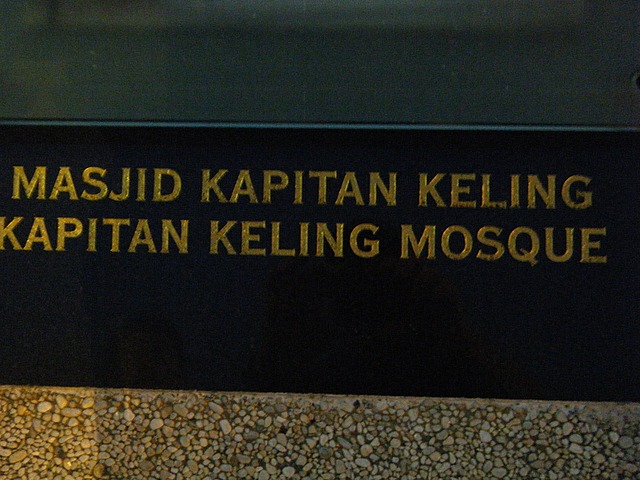 MASJID KAPITAN KELING
KAPITAN KELING MOSQUE